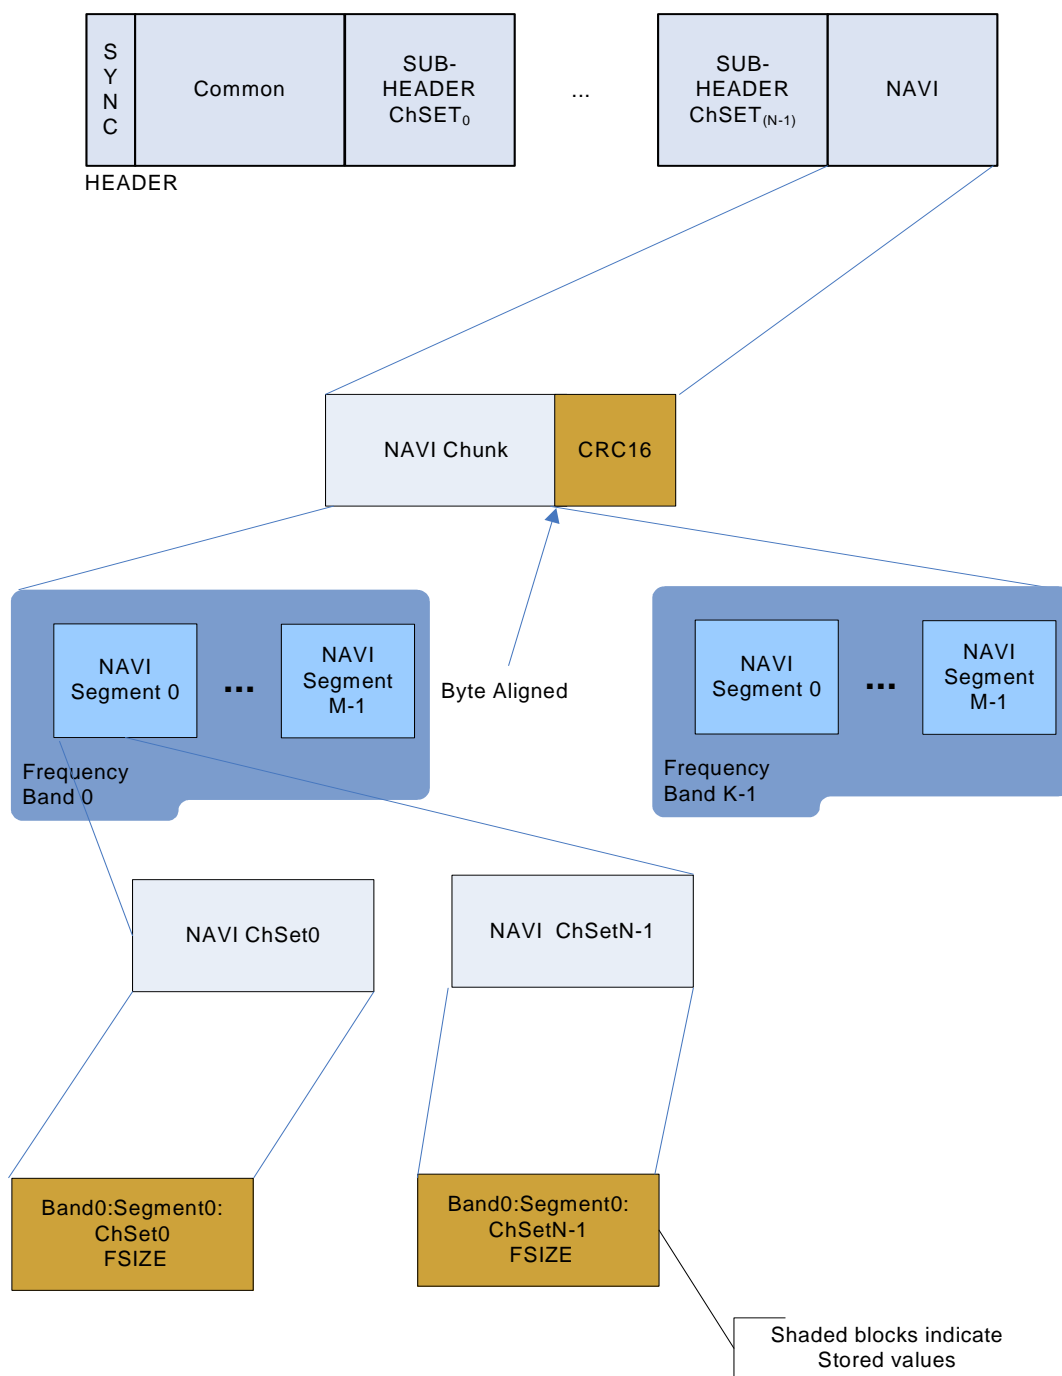 S
Y
N
C
Common
SUB-
HEADER
ChSET0
...
SUB-
HEADER
ChSET(N-1)
NAVI
HEADER
NAVI Chunk
CRC16
NAVI
Segment 0
...
NAVI
Segment
M-1
Frequency
Band 0
Byte Aligned
NAVI
Segment 0
...
NAVI
Segment
M-1
Frequency
Band K-1
NAVI ChSet0
NAVI ChSetN-1
Band0:Segment0:
ChSet0
FSIZE
Band0:Segment0:
ChSetN-1
FSIZE
Shaded blocks indicate
Stored values